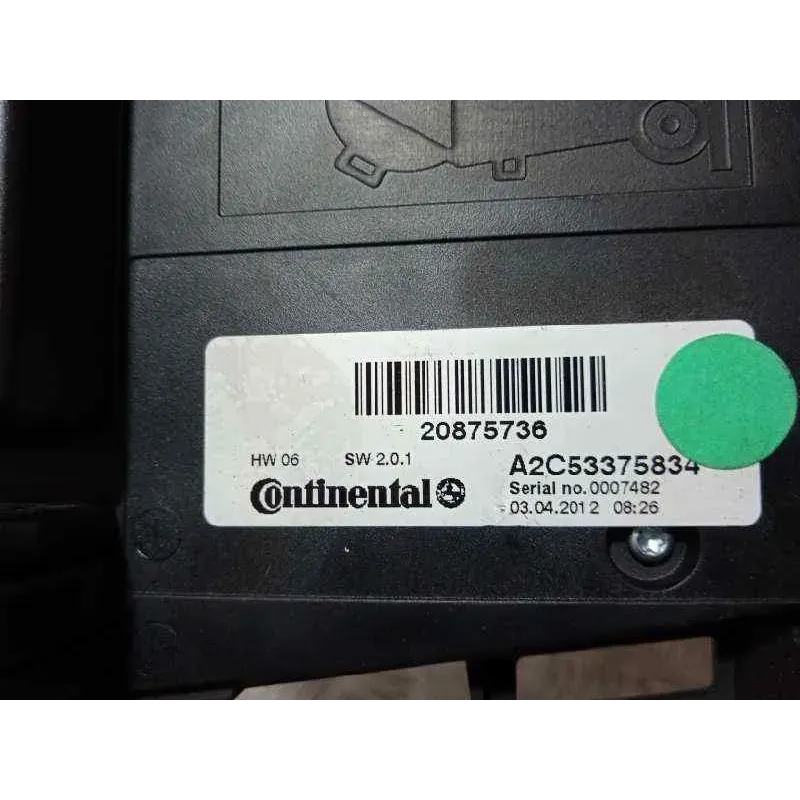 20875736
HW 06 SW 2.0.1 A2C53375834
Continental
Serial no.0007482
03.04.2012 08:26